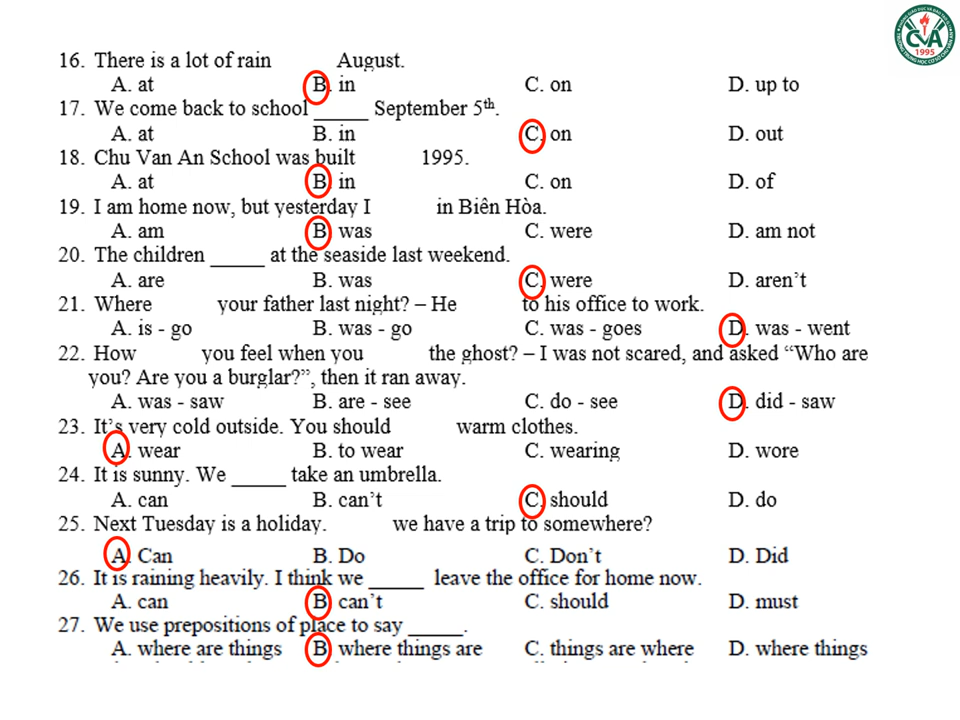 CVA
1995
16. There is a lot of rain August.
A. at B. in C. on D. up to
17. We come back to school _____ September 5th.
A. at B. in C. on D. out
18. Chu Van An School was built 1995.
A. at B. in C. on D. of
19. I am home now, but yesterday I in Biên Hòa.
A. am B. was C. were D. am not
20. The children _____ at the seaside last weekend.
A. are B. was C. were D. aren't
21. Where your father last night? – He to his office to work.
A. is - go B. was - go C. was - goes D. was - went
22. How you feel when you the ghost? – I was not scared, and asked “Who are
you? Are you a burglar?”, then it ran away.
A. was - saw B. are - see C. do - see D. did - saw
23. It's very cold outside. You should warm clothes.
A. wear B. to wear C. wearing D. wore
24. It is sunny. We _____ take an umbrella.
A. can B. can't C. should D. do
25. Next Tuesday is a holiday. we have a trip to somewhere?
A. Can B. Do C. Don't D. Did
26. It is raining heavily. I think we _____ leave the office for home now.
A. can B. can't C. should D. must
27. We use prepositions of place to say _____.
A. where are things B. where things are C. things are where D. where things